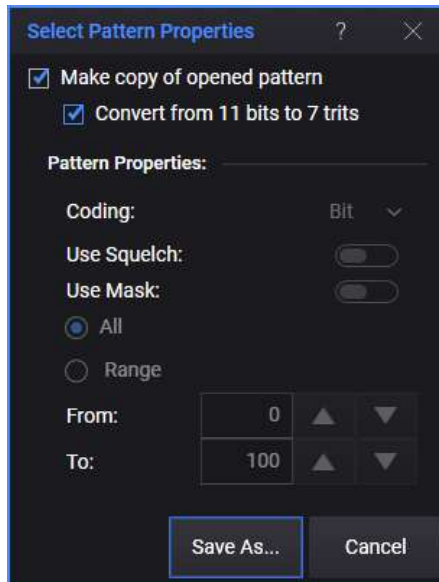 Select Pattern Properties ?
Make copy of opened pattern
Convert from 11 bits to 7 trits
Pattern Properties:
Coding: Bit
Use Squelch:
Use Mask:
All
Range
From: 0
To: 100
Save As... Cancel